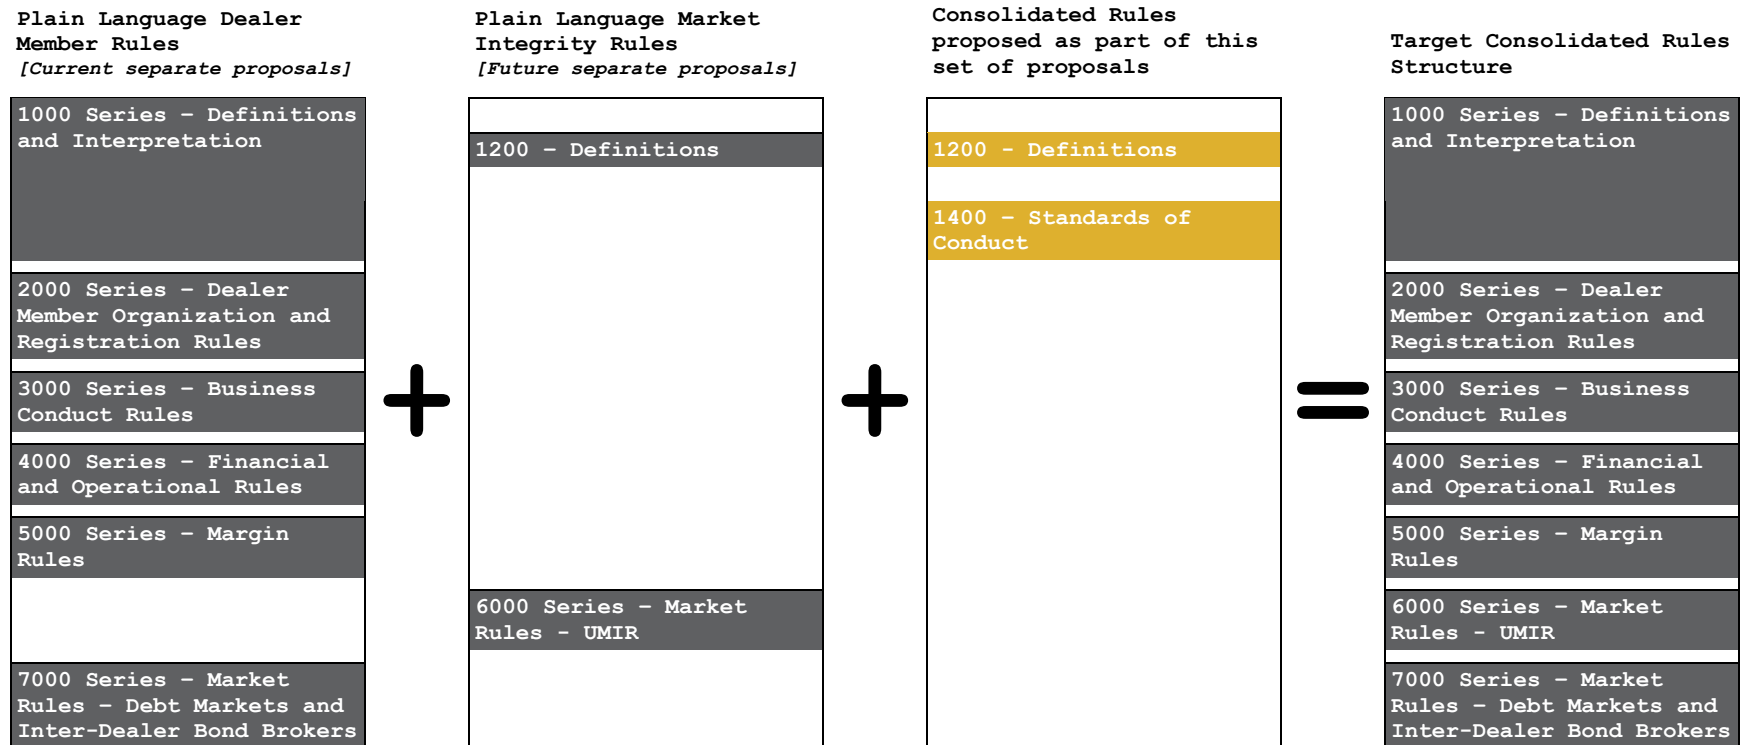 Plain Language Dealer
Member Rules
[Current separate proposals]
1000 Series – Definitions
and Interpretation
2000 Series – Dealer
Member Organization and
Registration Rules
3000 Series – Business
Conduct Rules
4000 Series – Financial
and Operational Rules
5000 Series – Margin
Rules
7000 Series – Market
Rules – Debt Markets and
Inter-Dealer Bond Brokers
+
Plain Language Market
Integrity Rules
[Future separate proposals]
1200 – Definitions
6000 Series – Market
Rules - UMIR
+
Consolidated Rules
proposed as part of this
set of proposals
1200 - Definitions
1400 – Standards of
Conduct
=
Target Consolidated Rules
Structure
1000 Series – Definitions
and Interpretation
2000 Series – Dealer
Member Organization and
Registration Rules
3000 Series – Business
Conduct Rules
4000 Series – Financial
and Operational Rules
5000 Series – Margin
Rules
6000 Series – Market
Rules - UMIR
7000 Series – Market
Rules – Debt Markets and
Inter-Dealer Bond Brokers